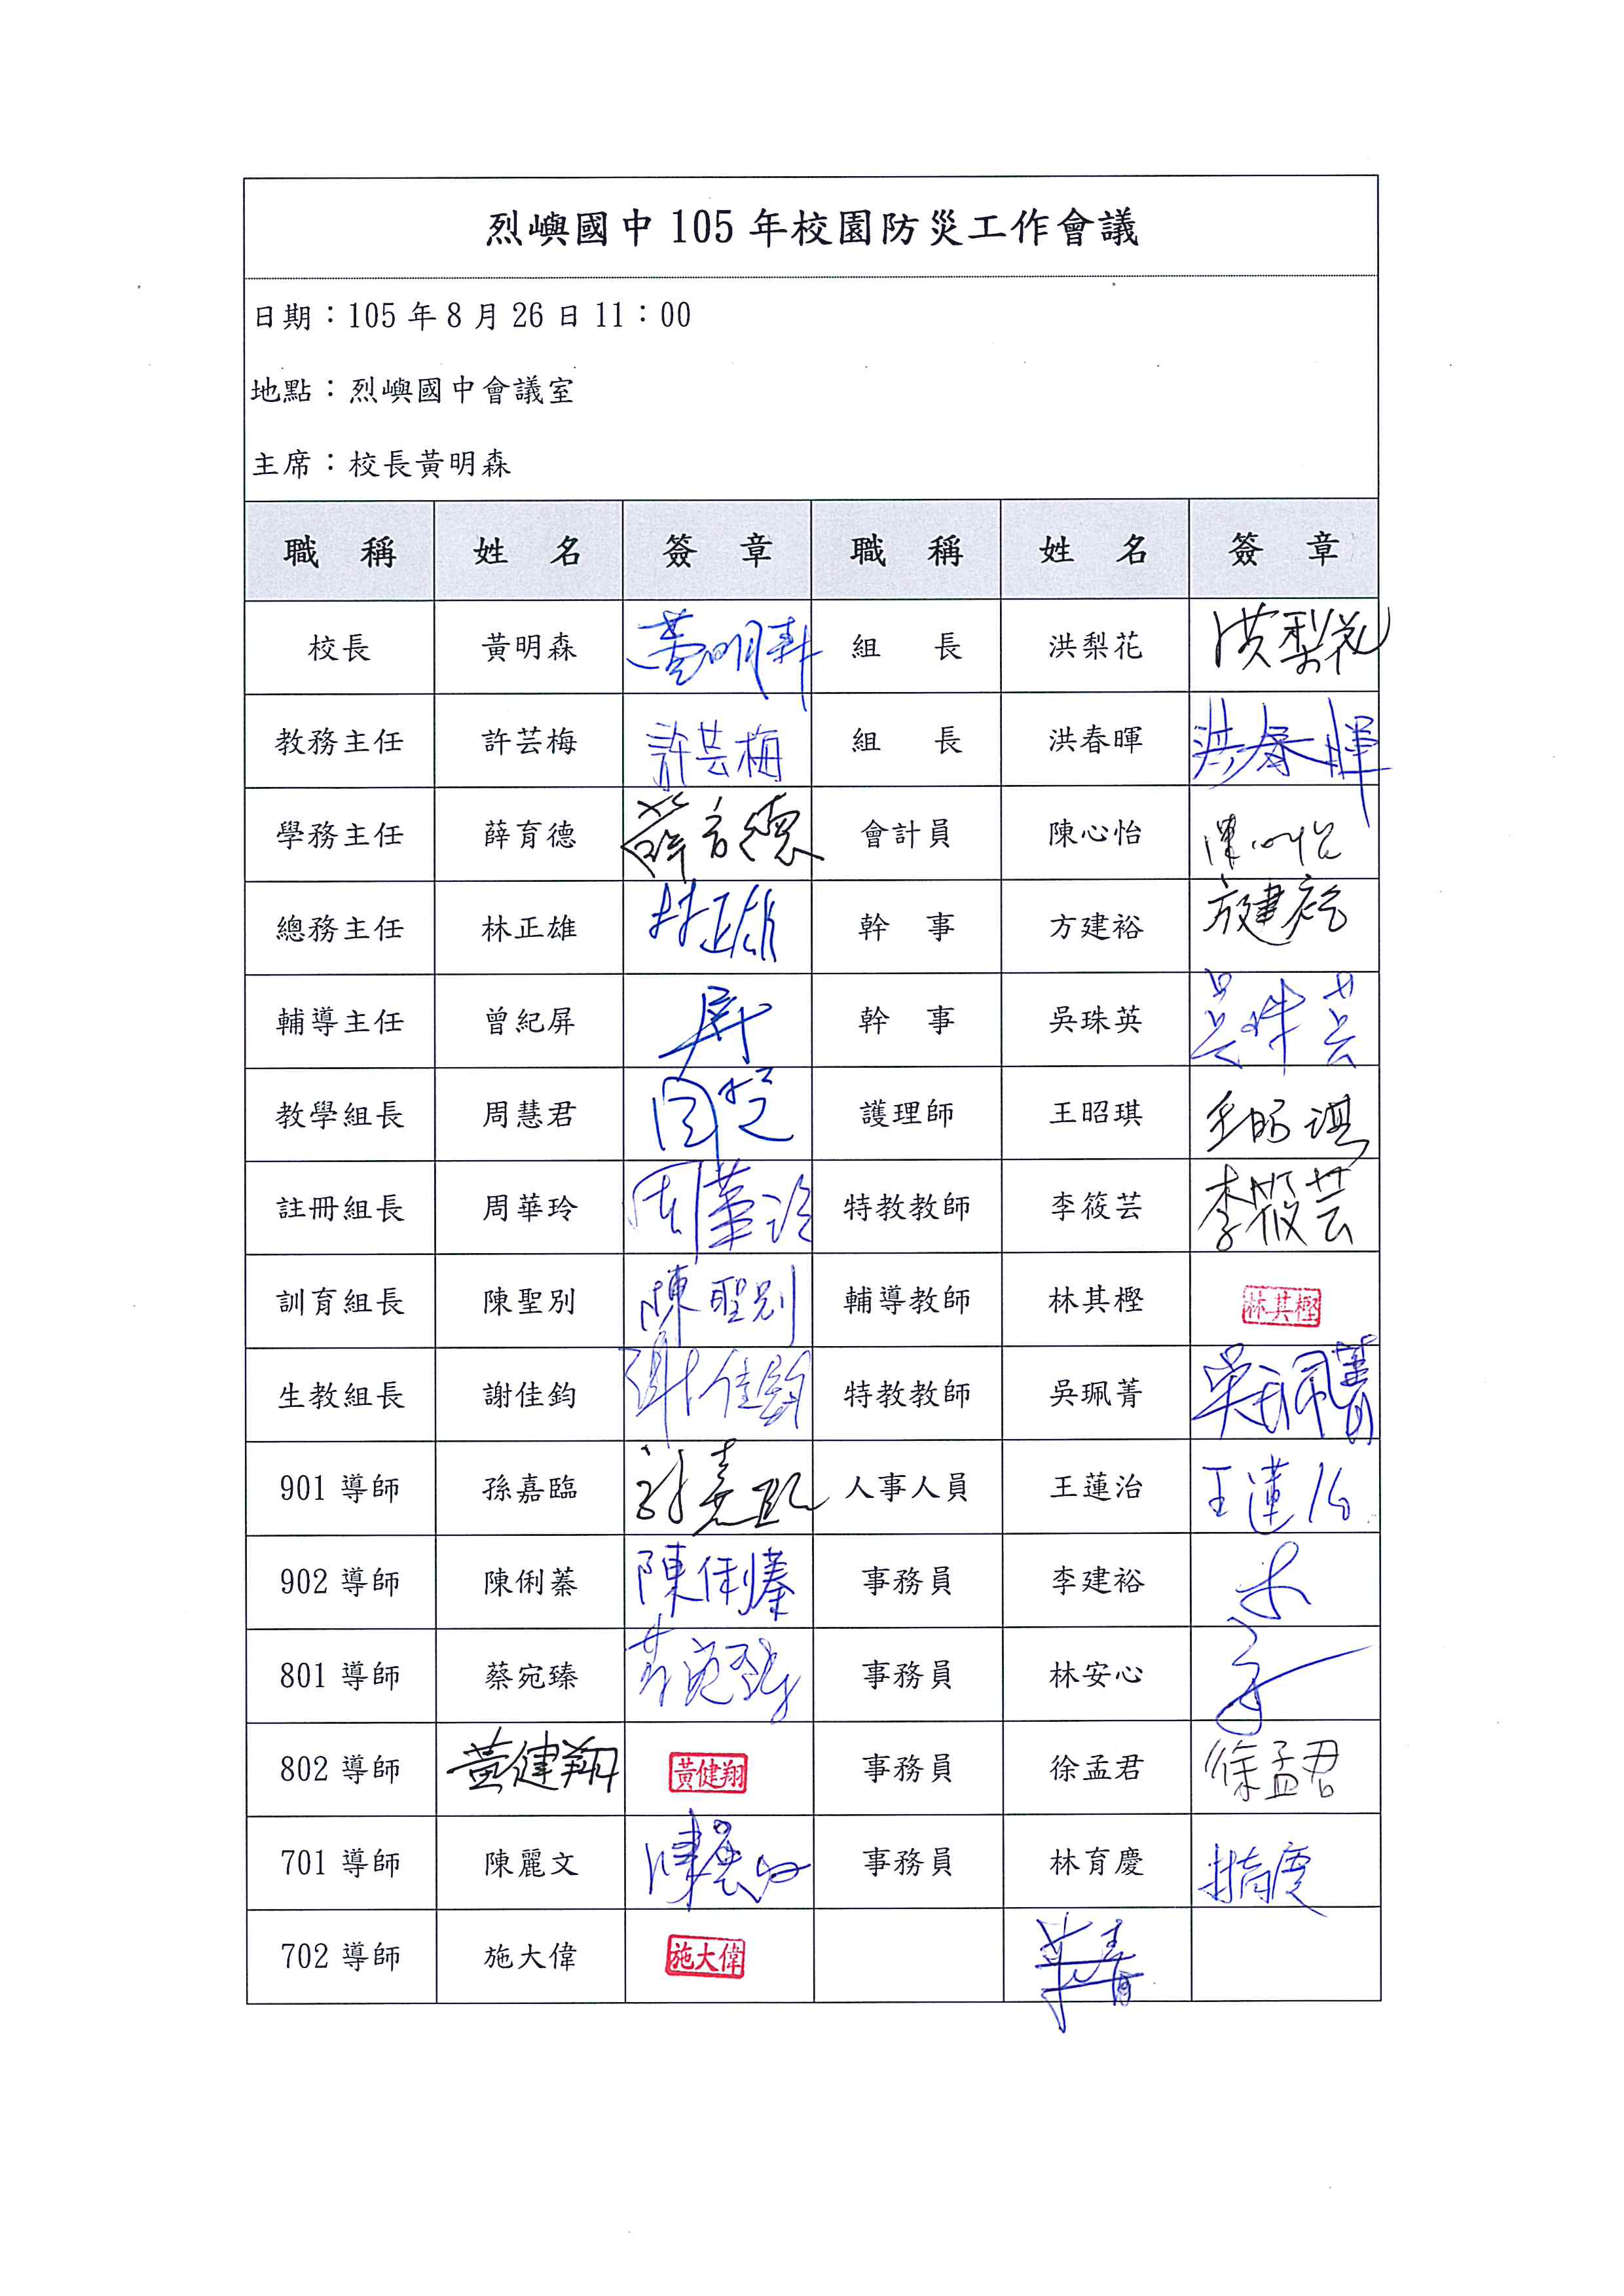 烈嶼國中105年校園防災工作會議
日期：105年8月26日11：00
地點：烈嶼國中會議室
主席：校長黃明森
職 稱 姓 名 簽 章 職 稱 姓 名 簽 章
校長 黃明森 黃明森 組 長 洪梨花 洪梨花
教務主任 許芸梅 許芸梅 組 長 洪春暉 洪春暉
學務主任 薛育德 薛育德 會計員 陳心怡 陳心怡
總務主任 林正雄 林正雄 幹 事 方建裕 方建裕
輔導主任 曾紀屏 屏 幹 事 吳珠英 吳珠英
教學組長 周慧君 護理師 王昭琪 王昭琪
註冊組長 周華玲 周華玲 特教教師 李筱芸 李筱芸
訓育組長 陳聖別 陳聖別 輔導教師 林其樫 林其樫
生教組長 謝佳鈞 謝佳鈞 特教教師 吳珮菁 吳珮菁
901導師 孫嘉臨 孫嘉臨 人事人員 王蓮治 王蓮治
902導師 陳俐蓁 陳俐蓁 事務員 李建裕
801導師 蔡宛臻 蔡宛臻 事務員 林安心
802導師 黃健翔 黃健翔 事務員 徐孟君 徐孟君
701導師 陳麗文 陳麗文 事務員 林育慶 林育慶
702導師 施大偉 施大偉